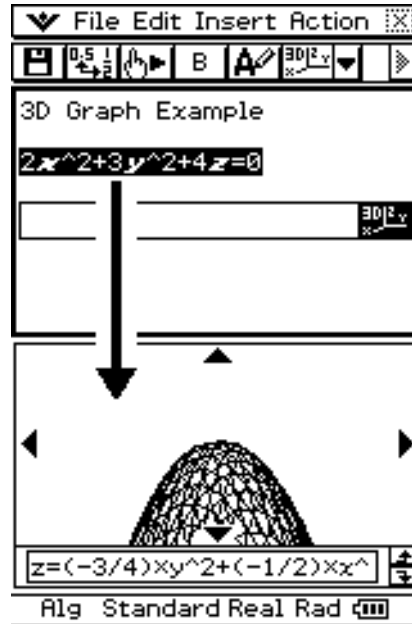 File Edit Insert Action
B
3D Graph Example
2x^2+3y^2+4z=0
z=(-3/4)×y^2+(-1/2)×x^
Alg Standard Real Rad